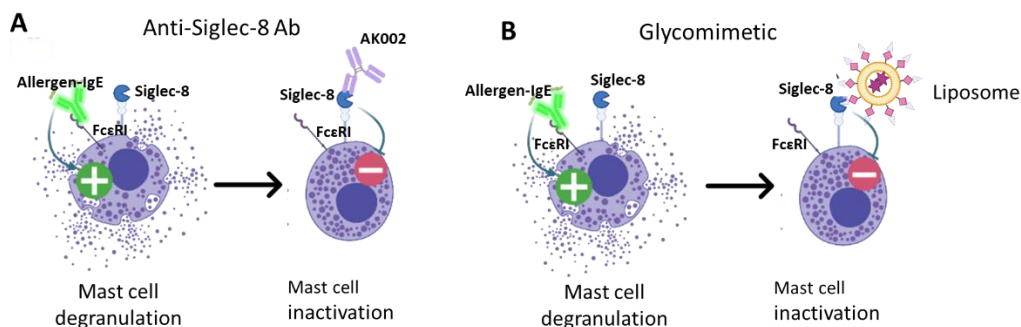 A
Anti-Siglec-8 Ab
AK002
Allergen-IgE
Siglec-8
Siglec-8
FcεRI
FcεRI
+
−
Mast cell
degranulation
Mast cell
inactivation
B
Glycomimetic
Allergen-IgE
Siglec-8
Siglec-8
Liposome
FcεRI
FcεRI
+
−
Mast cell
degranulation
Mast cell
inactivation